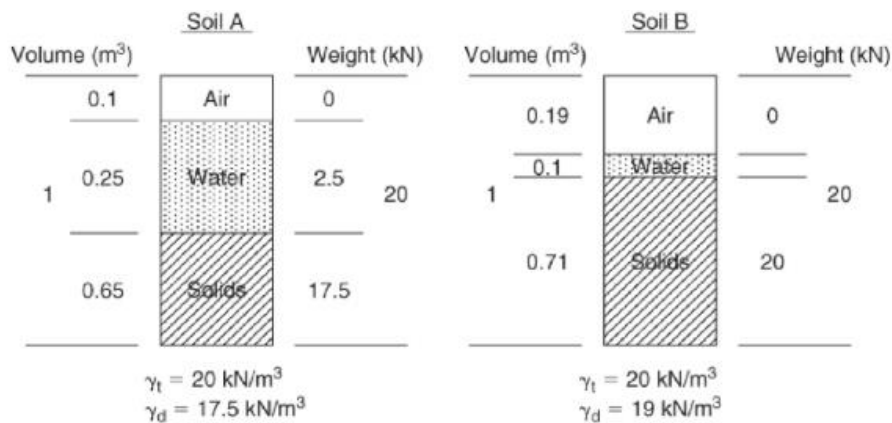 Soil A
Volume (m³) Weight (kN)
0.1 Air 0
0.25 Water 2.5
1 20
0.65 Solids 17.5
γt = 20 kN/m³
γd = 17.5 kN/m³
Soil B
Volume (m³) Weight (kN)
0.19 Air 0
0.1 Water
1 20
0.71 Solids 20
γt = 20 kN/m³
γd = 19 kN/m³